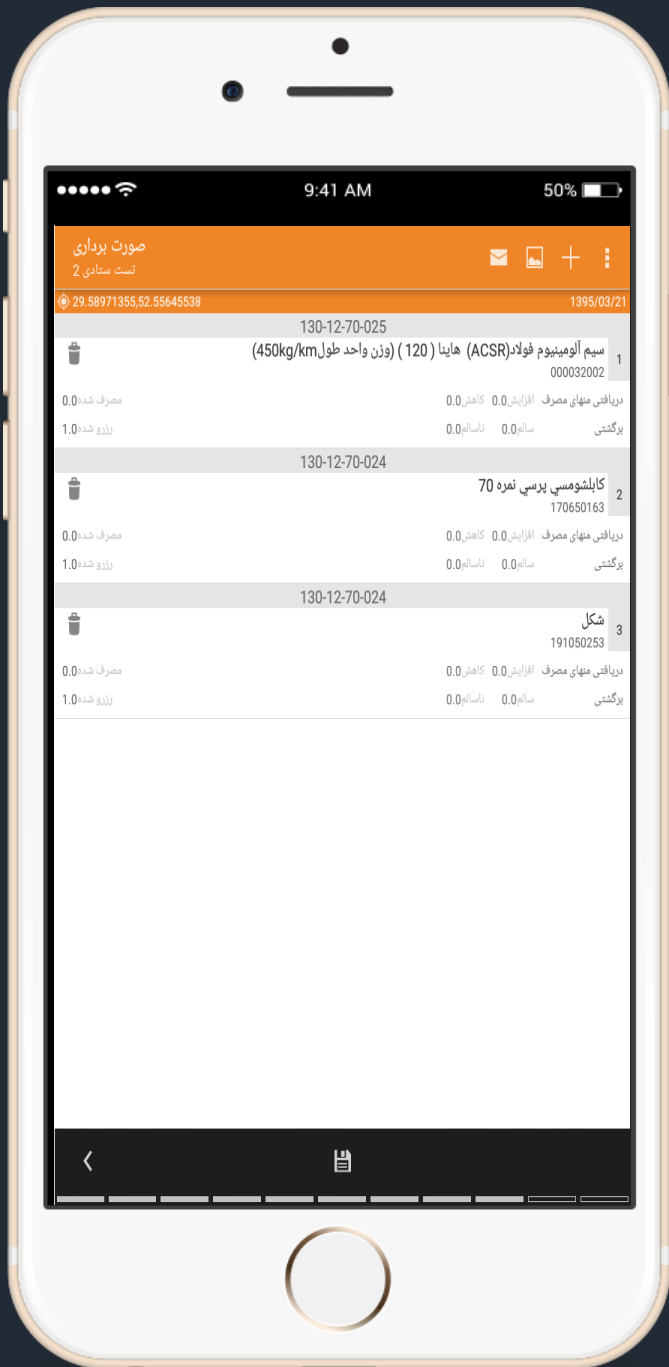 9:41 AM 50%
صورت برداری
تست ستادی 2
29.58971355,52.55645538 1395/03/21
130-12-70-025
1 سیم آلومینیوم فولاد(ACSR) هاینا ( 120 ) (وزن واحد طول450kg/km)
000032002
دریافتی منهای مصرف افزایش0.0 کاهش0.0 مصرف شده0.0
برگشتی سالم0.0 ناسالم0.0 رزرو شده1.0
130-12-70-024
2 کابلشومسي پرسي نمره 70
170650163
دریافتی منهای مصرف افزایش0.0 کاهش0.0 مصرف شده0.0
برگشتی سالم0.0 ناسالم0.0 رزرو شده1.0
130-12-70-024
3 شکل
191050253
دریافتی منهای مصرف افزایش0.0 کاهش0.0 مصرف شده0.0
برگشتی سالم0.0 ناسالم0.0 رزرو شده1.0